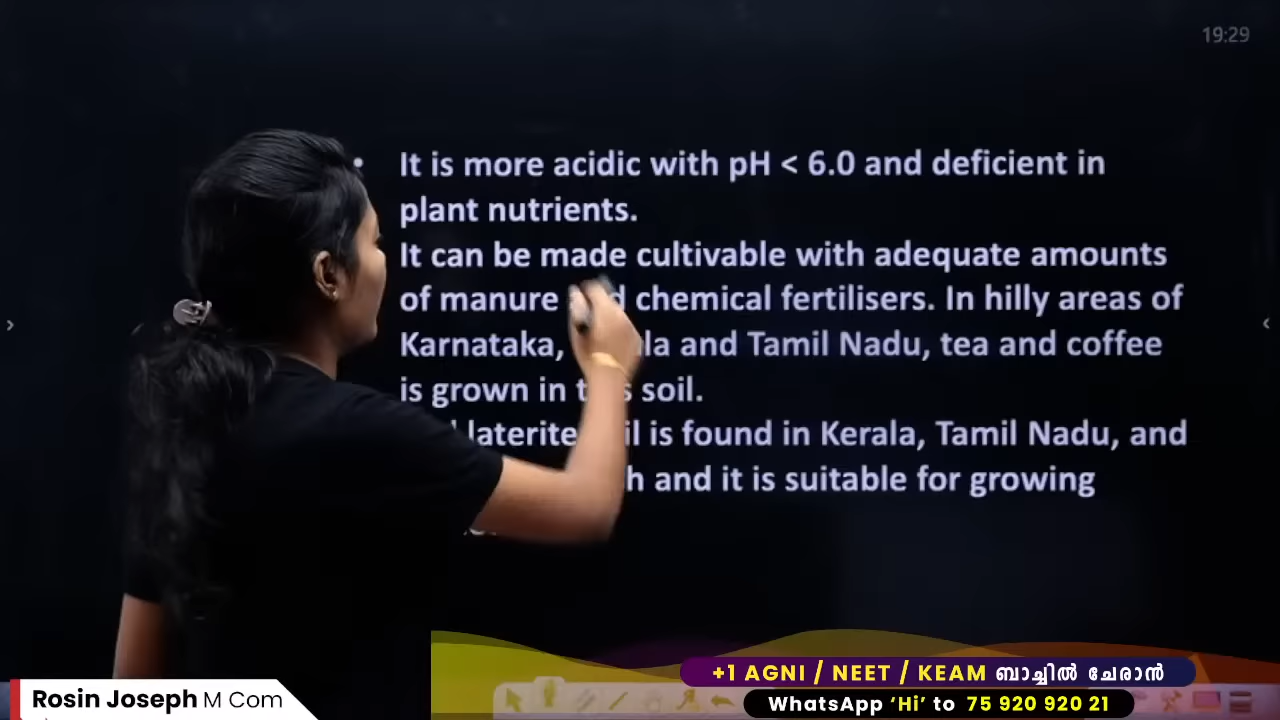 19:29
• It is more acidic with pH < 6.0 and deficient in
plant nutrients.
It can be made cultivable with adequate amounts
of manure chemical fertilisers. In hilly areas of
Karnataka, and Tamil Nadu, tea and coffee
is grown in soil.
laterite is found in Kerala, Tamil Nadu, and
and it is suitable for growing
+1 AGNI / NEET / KEAM ബാച്ചിൽ ചേരാൻ
WhatsApp ‘Hi’ to 75 920 920 21
Rosin Joseph M Com